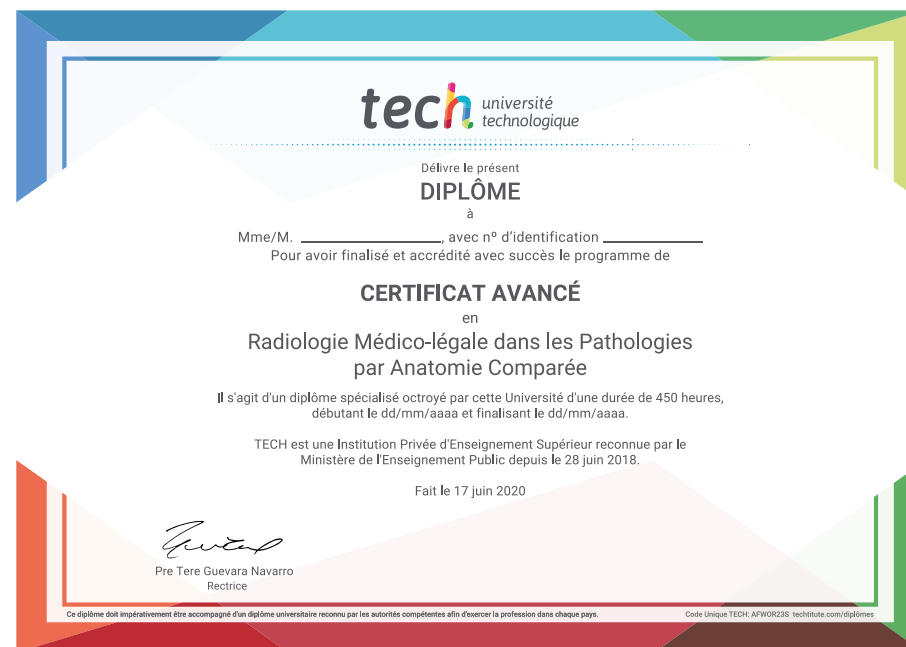 tech université
technologique
Délivre le présent
DIPLÔME
à
Mme/M. ____________________, avec nº d'identification ______________
Pour avoir finalisé et accrédité avec succès le programme de
CERTIFICAT AVANCÉ
en
Radiologie Médico-légale dans les Pathologies
par Anatomie Comparée
Il s'agit d'un diplôme spécialisé octroyé par cette Université d'une durée de 450 heures,
débutant le dd/mm/aaaa et finalisant le dd/mm/aaaa.
TECH est une Institution Privée d'Enseignement Supérieur reconnue par le
Ministère de l'Enseignement Public depuis le 28 juin 2018.
Fait le 17 juin 2020
Pre Tere Guevara Navarro
Rectrice
Ce diplôme doit impérativement être accompagné d'un diplôme universitaire reconnu par les autorités compétentes afin d'exercer la profession dans chaque pays.
Code Unique TECH: AFWOR23S techtitute.com/diplômes